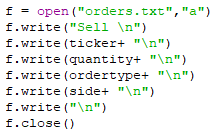 f = open("orders.txt","a")
f.write("Sell \n")
f.write(ticker+ "\n")
f.write(quantity+ "\n")
f.write(ordertype+ "\n")
f.write(side+ "\n")
f.write("\n")
f.close()